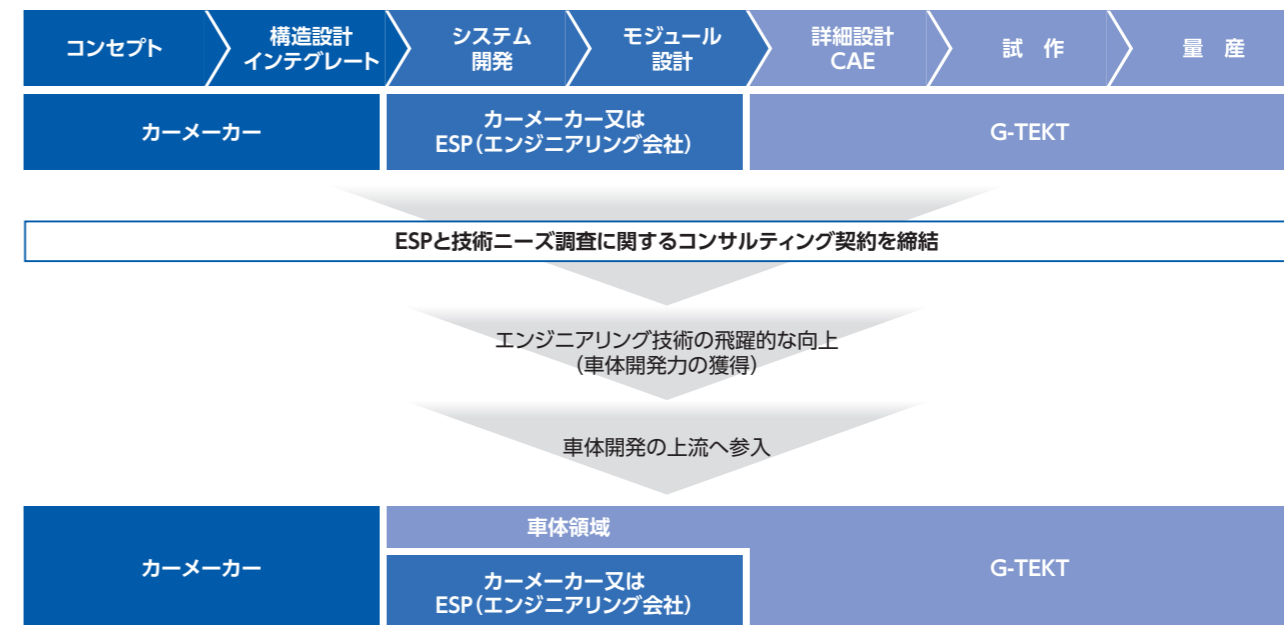 コンセプト
構造設計
インテグレート
システム
開発
モジュール
設計
詳細設計
CAE
試 作
量 産
カーメーカー
カーメーカー又は
ESP(エンジニアリング会社)
G-TEKT
ESPと技術ニーズ調査に関するコンサルティング契約を締結
エンジニアリング技術の飛躍的な向上
(車体開発力の獲得)
車体開発の上流へ参入
カーメーカー
車体領域
カーメーカー又は
ESP(エンジニアリング会社)
G-TEKT